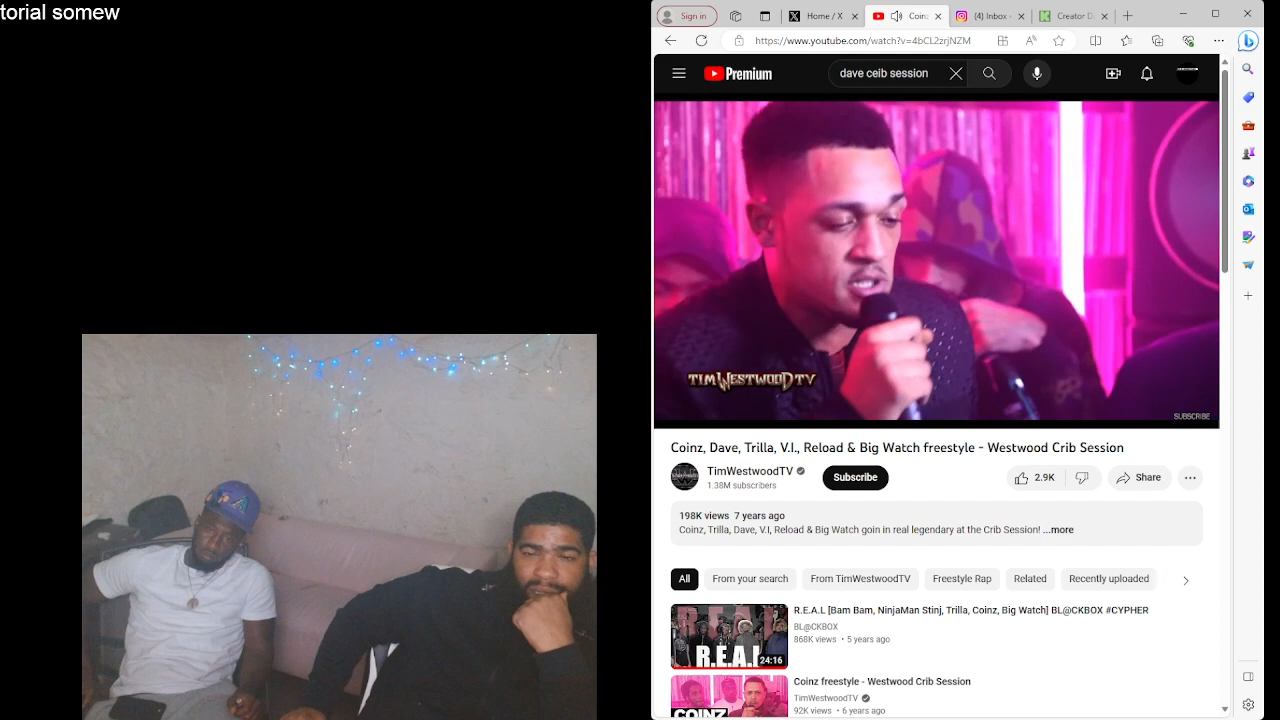 torial somew
Sign in
Home / X
Coinz
(4) Inbox ·
Creator D
https://www.youtube.com/watch?v=4bCL2zrjNZM
Premium
dave ceib session
TIMWESTWOODTV
SUBSCRIBE
Coinz, Dave, Trilla, V.I., Reload & Big Watch freestyle - Westwood Crib Session
TimWestwoodTV
1.38M subscribers
Subscribe
2.9K
Share
198K views 7 years ago
Coinz, Trilla, Dave, V.I, Reload & Big Watch goin in real legendary at the Crib Session! ...more
All
From your search
From TimWestwoodTV
Freestyle Rap
Related
Recently uploaded
R.E.A.L [Bam Bam, NinjaMan Stinj, Trilla, Coinz, Big Watch] BL@CKBOX #CYPHER
BL@CKBOX
868K views • 5 years ago
R.E.A.L
24:16
Coinz freestyle - Westwood Crib Session
TimWestwoodTV
92K views • 6 years ago
COINZ